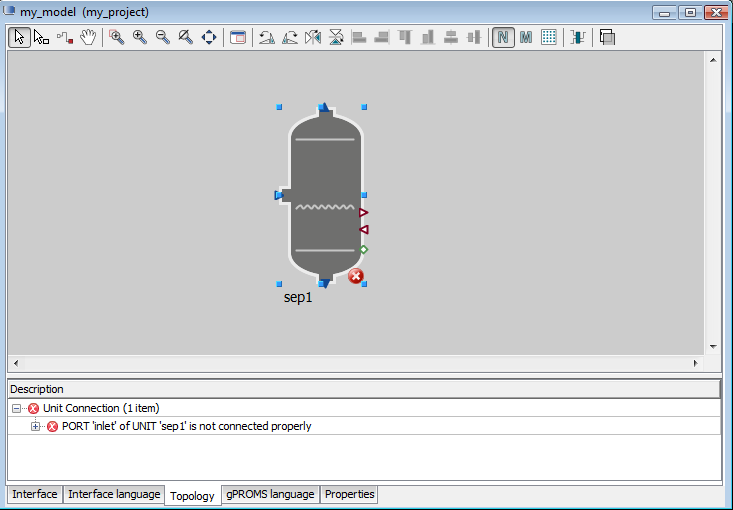 my_model (my_project)
N M
sep1
Description
Unit Connection (1 item)
PORT 'inlet' of UNIT 'sep1' is not connected properly
Interface Interface language Topology gPROMS language Properties